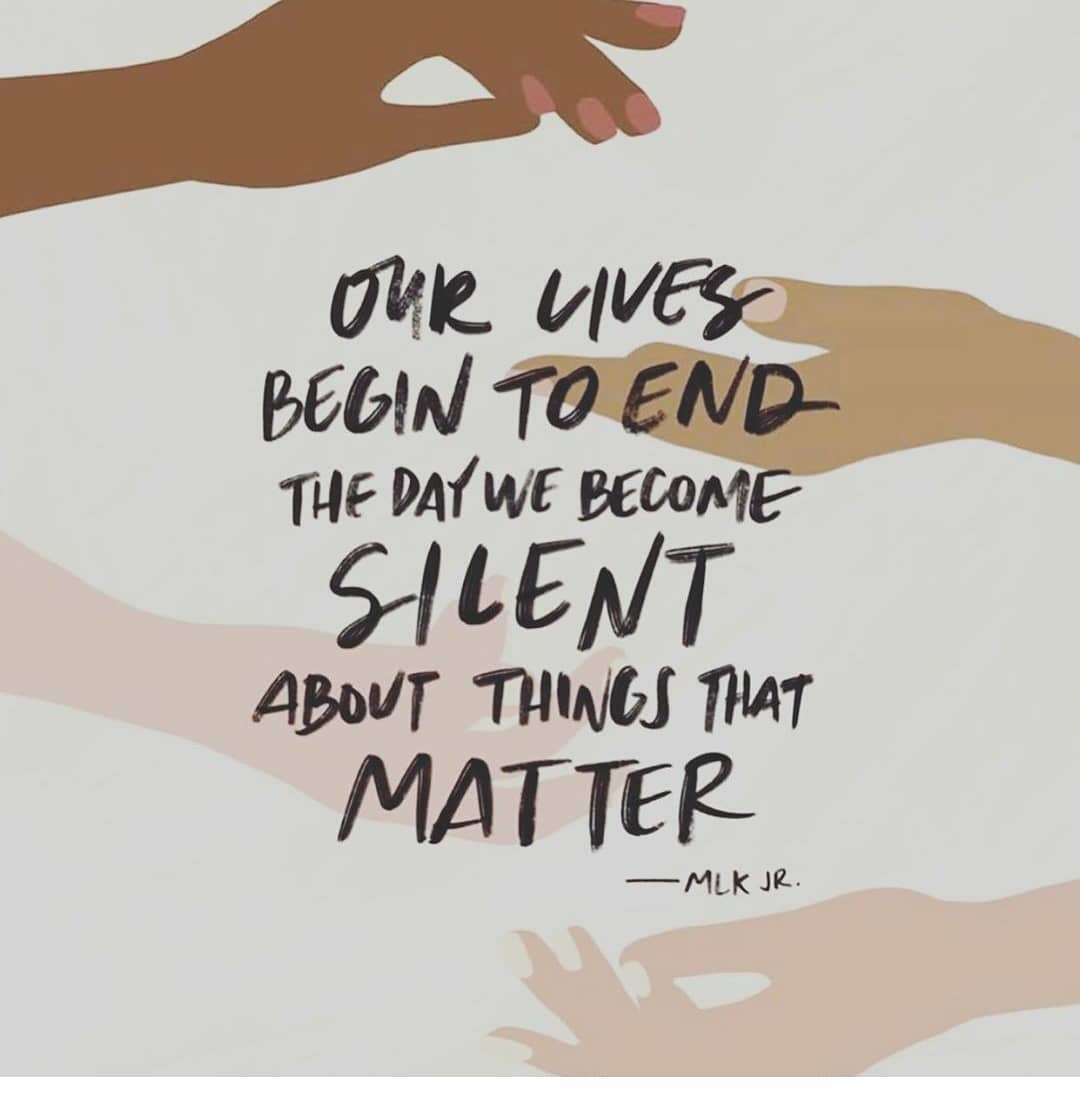 OUR LIVES
BEGIN TO END
THE DAY WE BECOME
SILENT
ABOUT THINGS THAT
MATTER
—MLK JR.